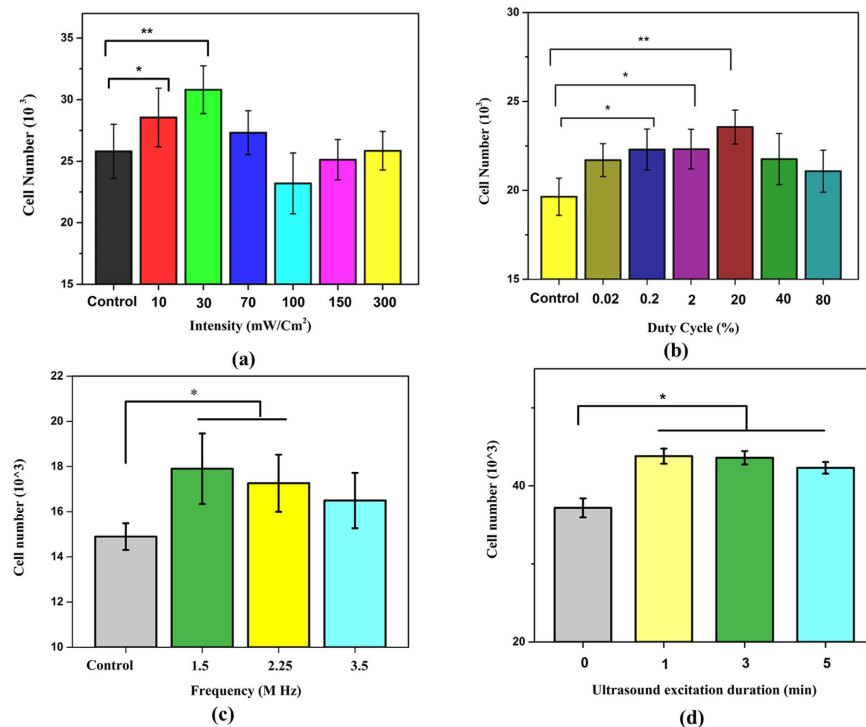 35
30
25
20
15
Cell Number (10⁻³)
**
*
Control 10 30 70 100 150 300
Intensity (mW/Cm²)
(a)
25
20
15
Cell Number (10³)
**
*
*
Control 0.02 0.2 2 20 40 80
Duty Cycle (%)
(b)
22
20
18
16
14
12
10
Cell number (10^3)
*
Control 1.5 2.25 3.5
Frequency (M Hz)
(c)
40
20
Cell number (10^3)
*
0 1 3 5
Ultrasound excitation duration (min)
(d)